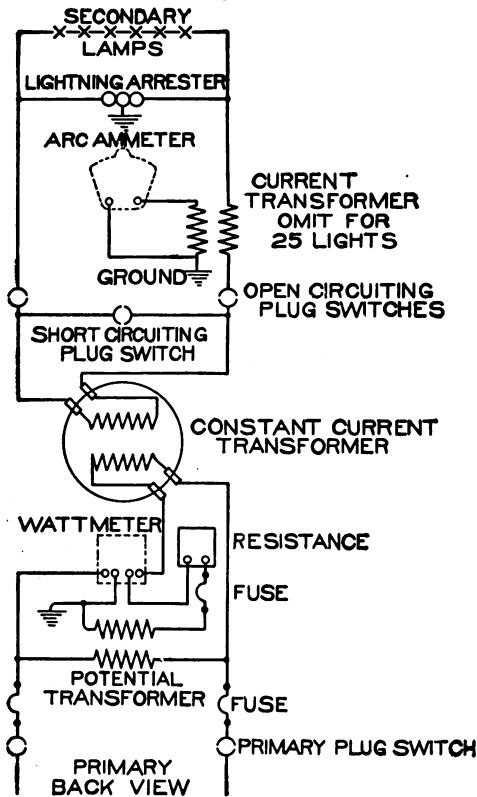 SECONDARY
LAMPS
LIGHTNING ARRESTER
ARC AMMETER
CURRENT
TRANSFORMER
OMIT FOR
25 LIGHTS
GROUND
OPEN CIRCUITING
PLUG SWITCHES
SHORT CIRCUITING
PLUG SWITCH
CONSTANT CURRENT
TRANSFORMER
WATTMETER
RESISTANCE
FUSE
POTENTIAL
TRANSFORMER
FUSE
PRIMARY PLUG SWITCH
PRIMARY
BACK VIEW